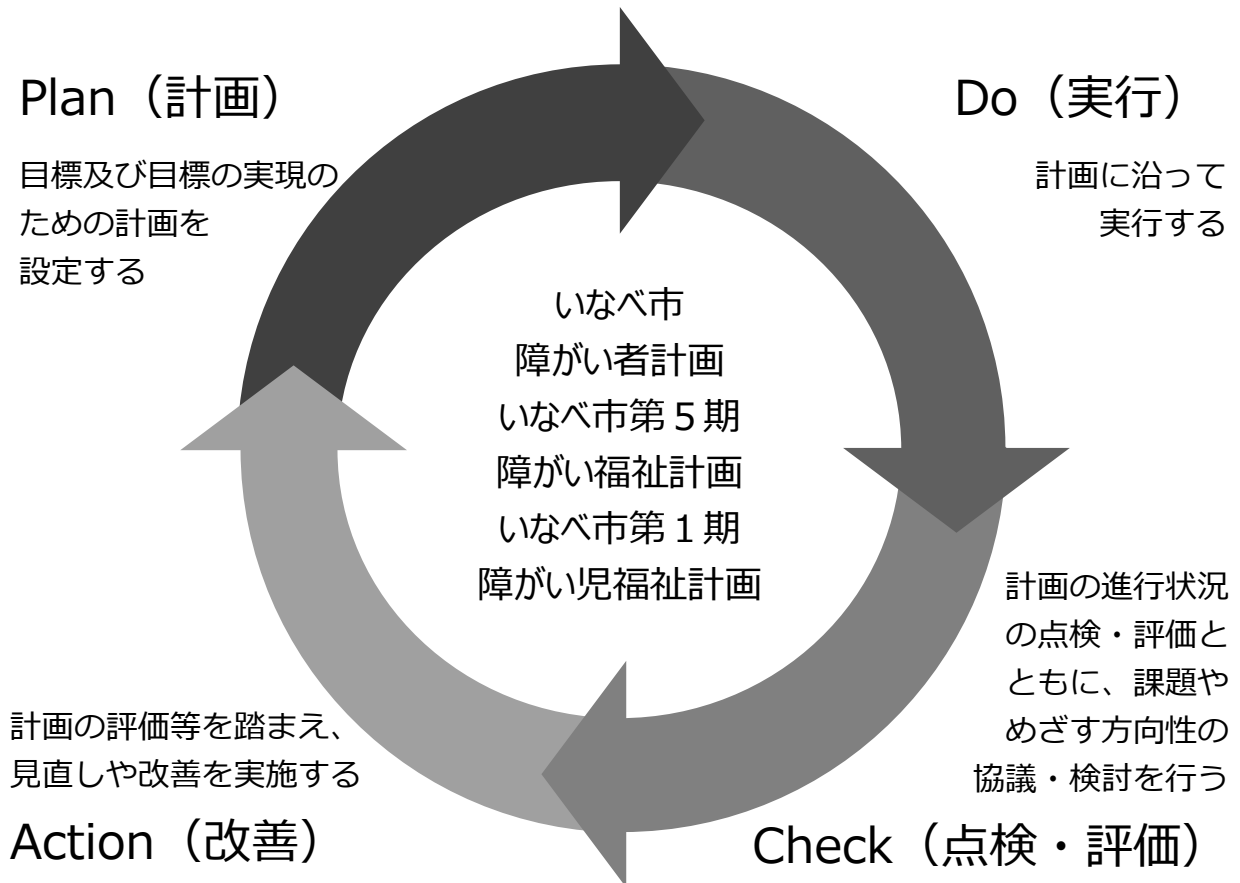 Plan（計画）
目標及び目標の実現の
ための計画を
設定する
Do（実行）
計画に沿って
実行する
いなべ市
障がい者計画
いなべ市第５期
障がい福祉計画
いなべ市第１期
障がい児福祉計画
計画の進行状況
の点検・評価と
ともに、課題や
めざす方向性の
協議・検討を行う
Check（点検・評価）
計画の評価等を踏まえ、
見直しや改善を実施する
Action（改善）